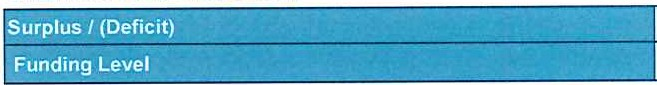 Surplus / (Deficit)
Funding Level